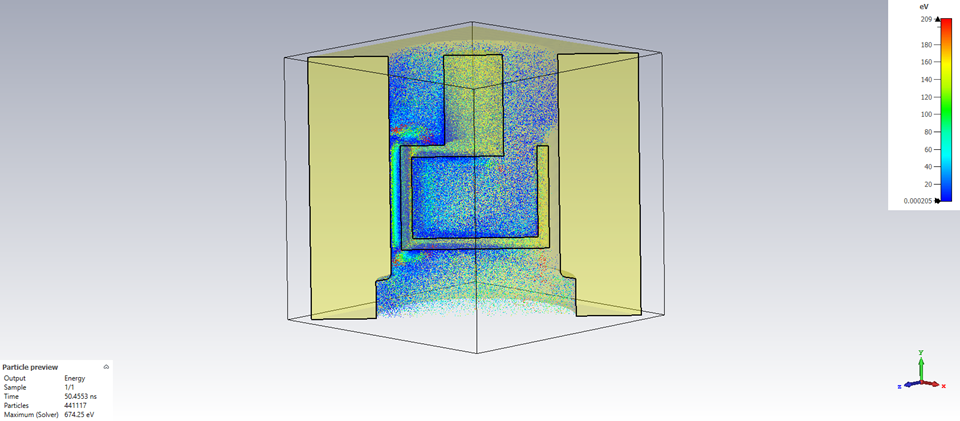 eV
209
180
160
140
120
100
80
60
40
20
0.000205
Particle preview
Output Energy
Sample 1/1
Time 50.4553 ns
Particles 441117
Maximum (Solver) 674.25 eV
y
z x